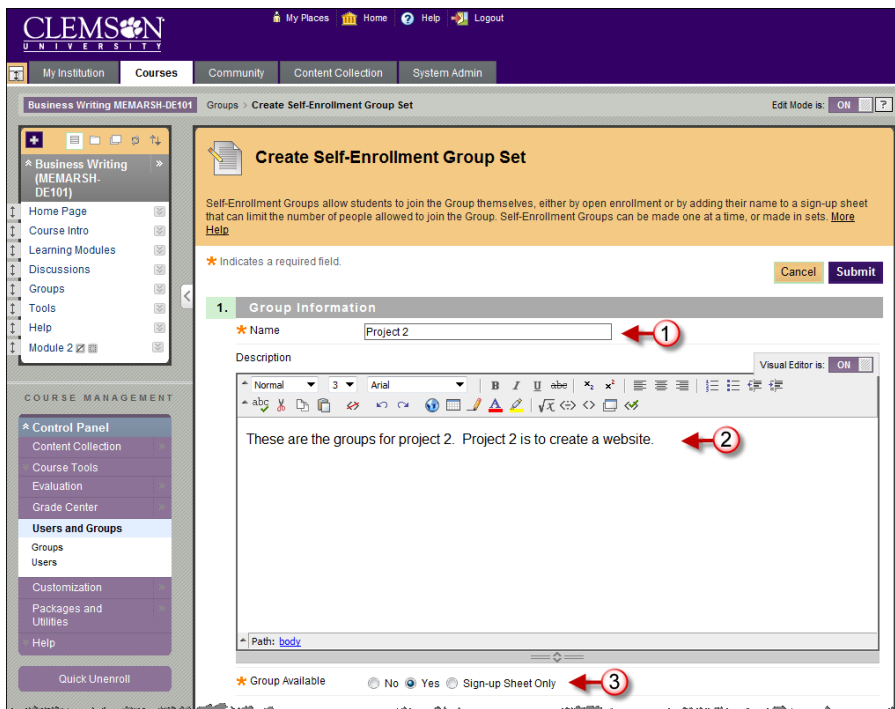 My Places Home Help Logout
CLEMSON
UNIVERSITY
My Institution Courses Community Content Collection System Admin
Business Writing MEMARSH-DE101 Groups > Create Self-Enrollment Group Set Edit Mode is: ON ?
Business Writing
(MEMARSH-
DE101)
Home Page
Course Intro
Learning Modules
Discussions
Groups
Tools
Help
Module 2
COURSE MANAGEMENT
Control Panel
Content Collection
Course Tools
Evaluation
Grade Center
Users and Groups
Groups
Users
Customization
Packages and
Utilities
Help
Quick Unenroll
Create Self-Enrollment Group Set
Self-Enrollment Groups allow students to join the Group themselves, either by open enrollment or by adding their name to a sign-up sheet
that can limit the number of people allowed to join the Group. Self-Enrollment Groups can be made one at a time, or made in sets. More
Help
* Indicates a required field.
Cancel Submit
1. Group Information
* Name Project 2 1
Description
Visual Editor is: ON
Normal 3 Arial B I U abc x₂ x²
abc
These are the groups for project 2. Project 2 is to create a website. 2
Path: body
* Group Available No Yes Sign-up Sheet Only 3